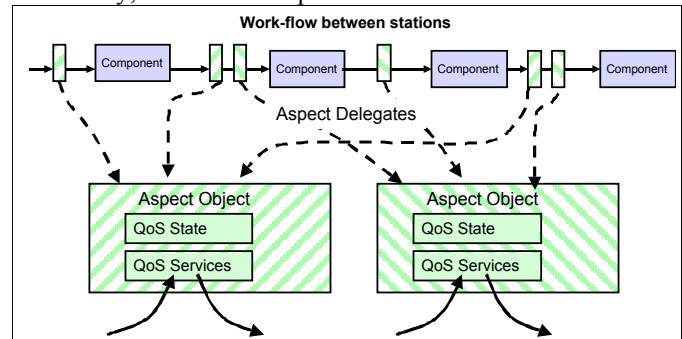 Work-flow between stations
Component
Component
Component
Component
Aspect Delegates
Aspect Object
QoS State
QoS Services
Aspect Object
QoS State
QoS Services